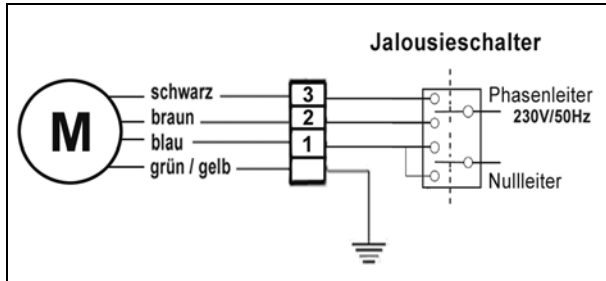 Jalousieschalter
M
schwarz 3
braun 2
blau 1
grün / gelb
Phasenleiter
230V/50Hz
Nullleiter